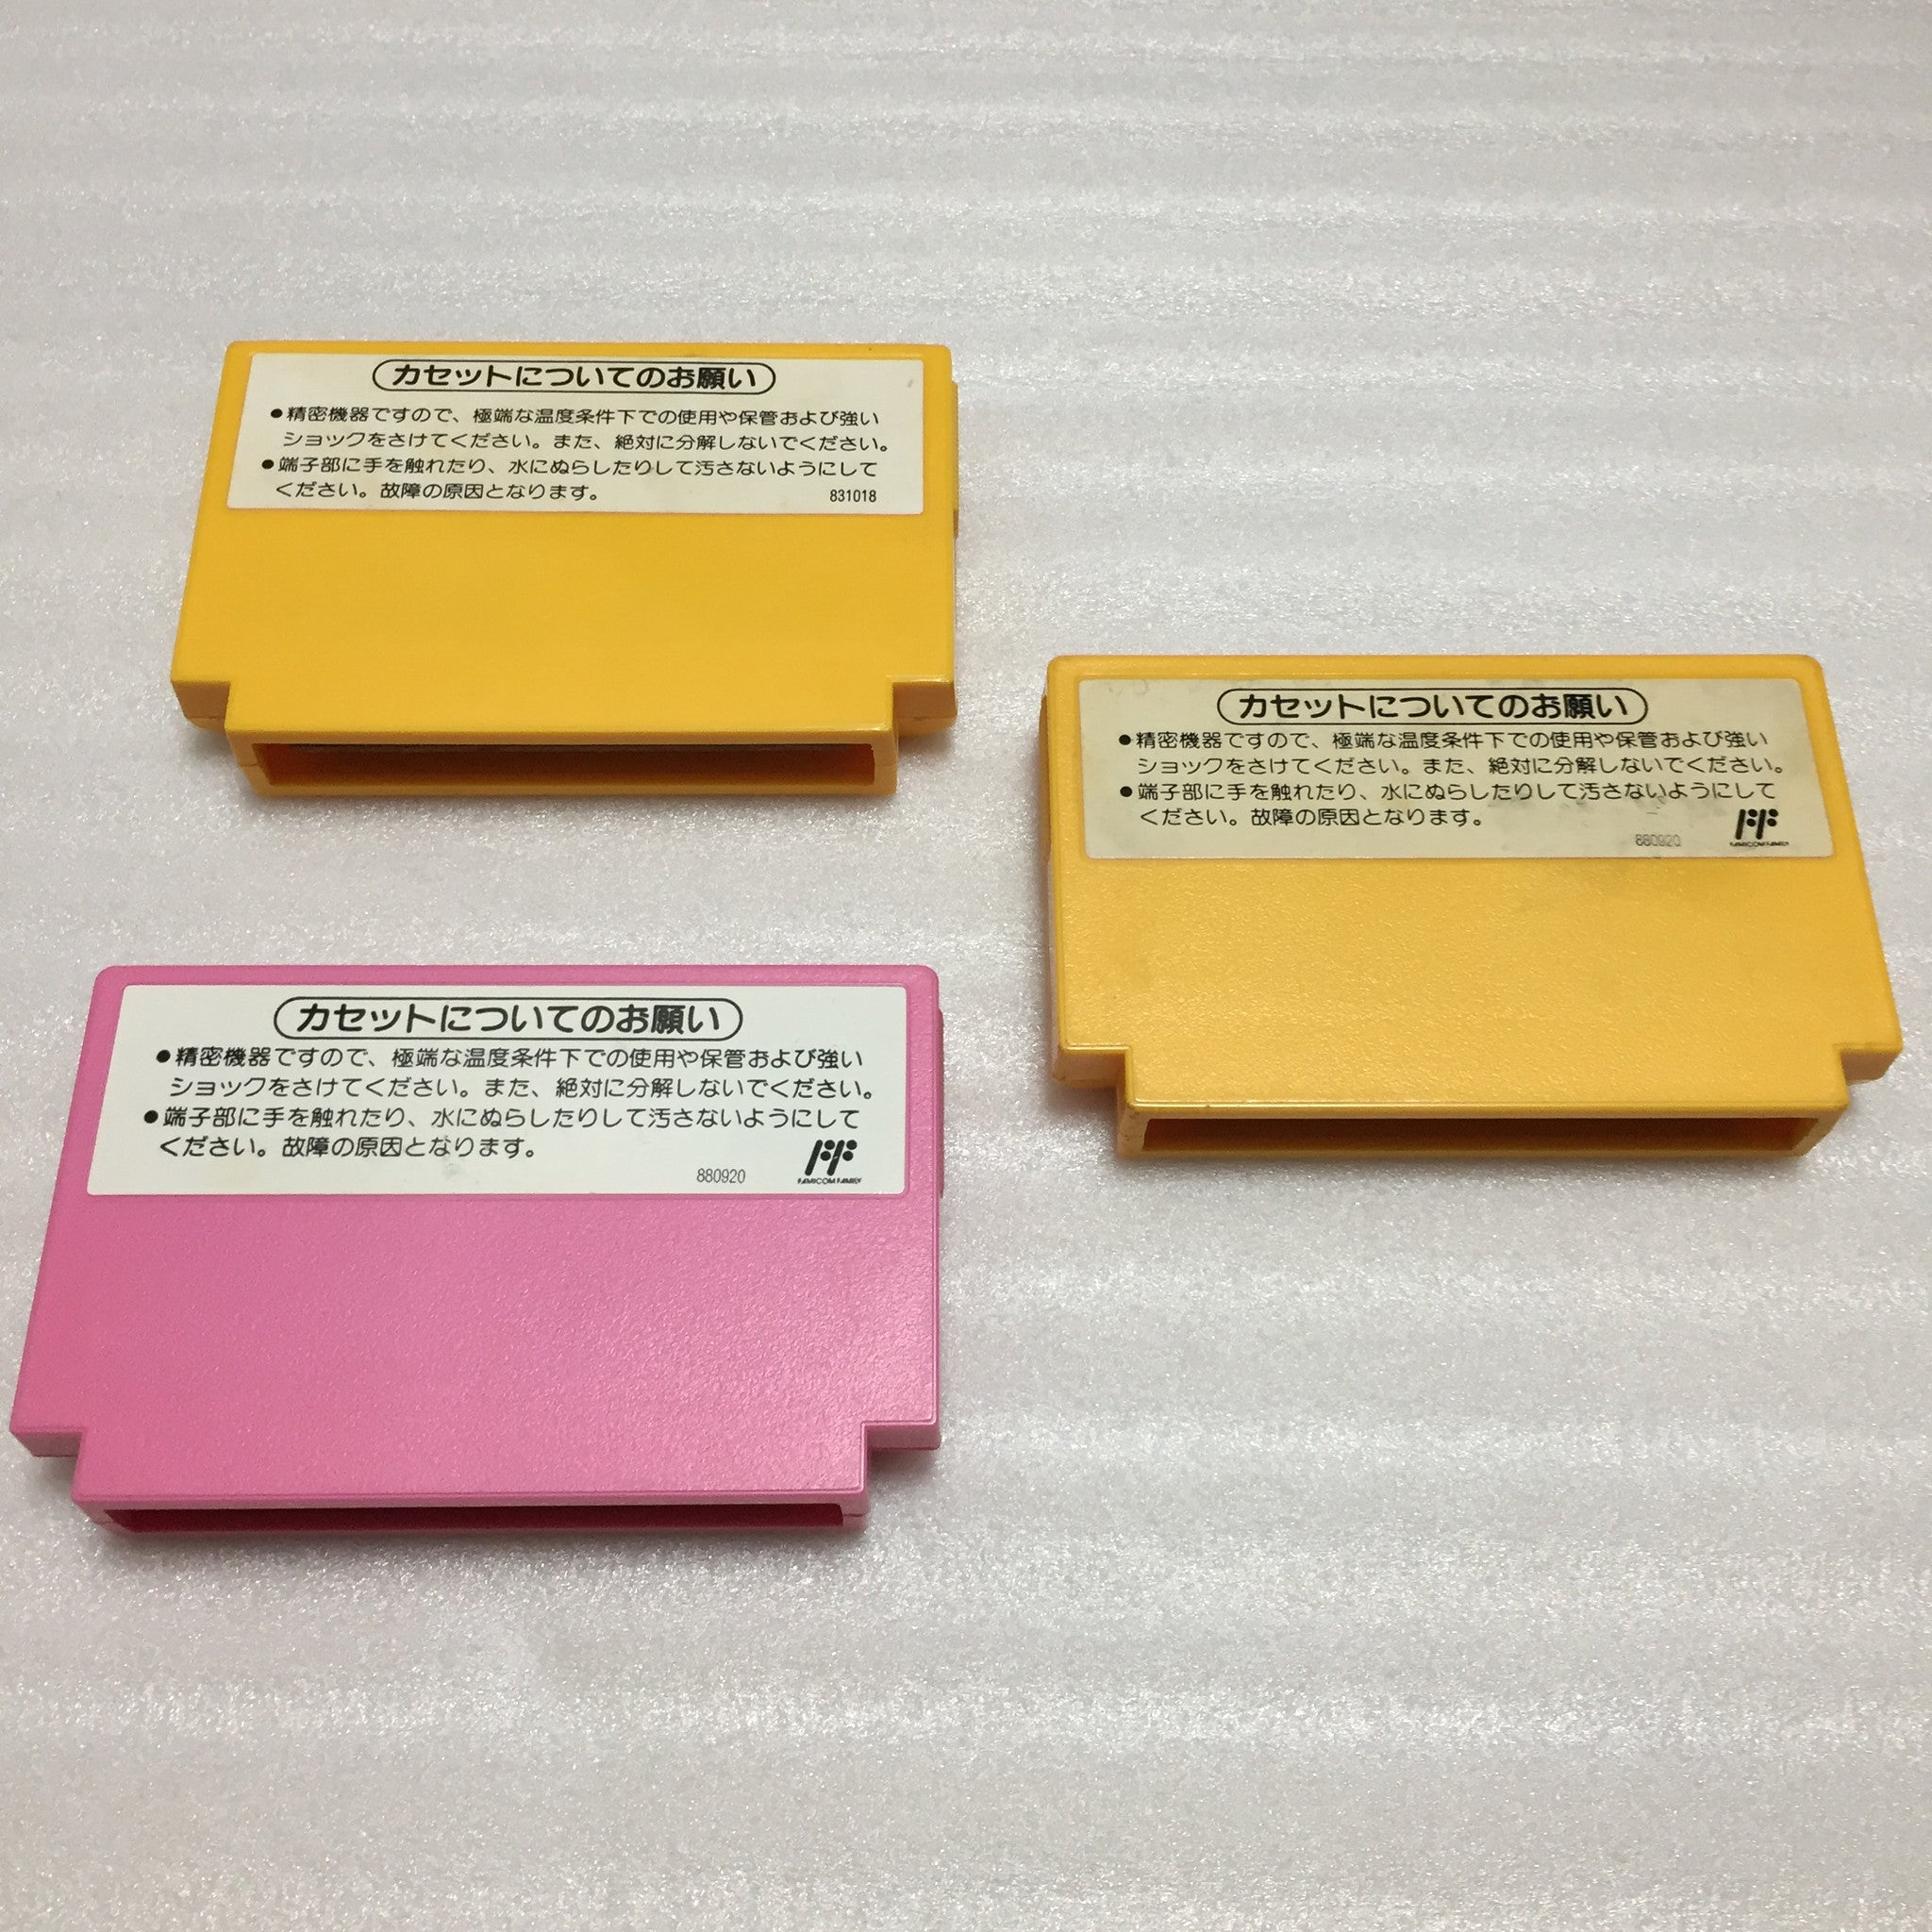 カセットについてのお願い
●精密機器ですので、極端な温度条件下での使用や保管および強い
ショックをさけてください。また、絶対に分解しないでください。
●端子部に手を触れたり、水にぬらしたりして汚さないようにして
ください。故障の原因となります。
831018
カセットについてのお願い
●精密機器ですので、極端な温度条件下での使用や保管および強い
ショックをさけてください。また、絶対に分解しないでください。
●端子部に手を触れたり、水にぬらしたりして汚さないようにして
ください。故障の原因となります。
880920
FF
FAMICOM FAMILY
カセットについてのお願い
●精密機器ですので、極端な温度条件下での使用や保管および強い
ショックをさけてください。また、絶対に分解しないでください。
●端子部に手を触れたり、水にぬらしたりして汚さないようにして
ください。故障の原因となります。
880920
FF
FAMICOM FAMILY